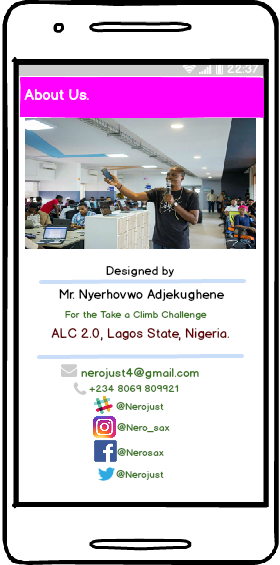 22:37
About Us.
Designed by
Mr. Nyerhovwo Adjekughene
For the Take a Climb Challenge
ALC 2.0, Lagos State, Nigeria.
nerojust4@gmail.com
+234 8069 809921
@Nerojust
@Nero_sax
@Nerosax
@Nerojust